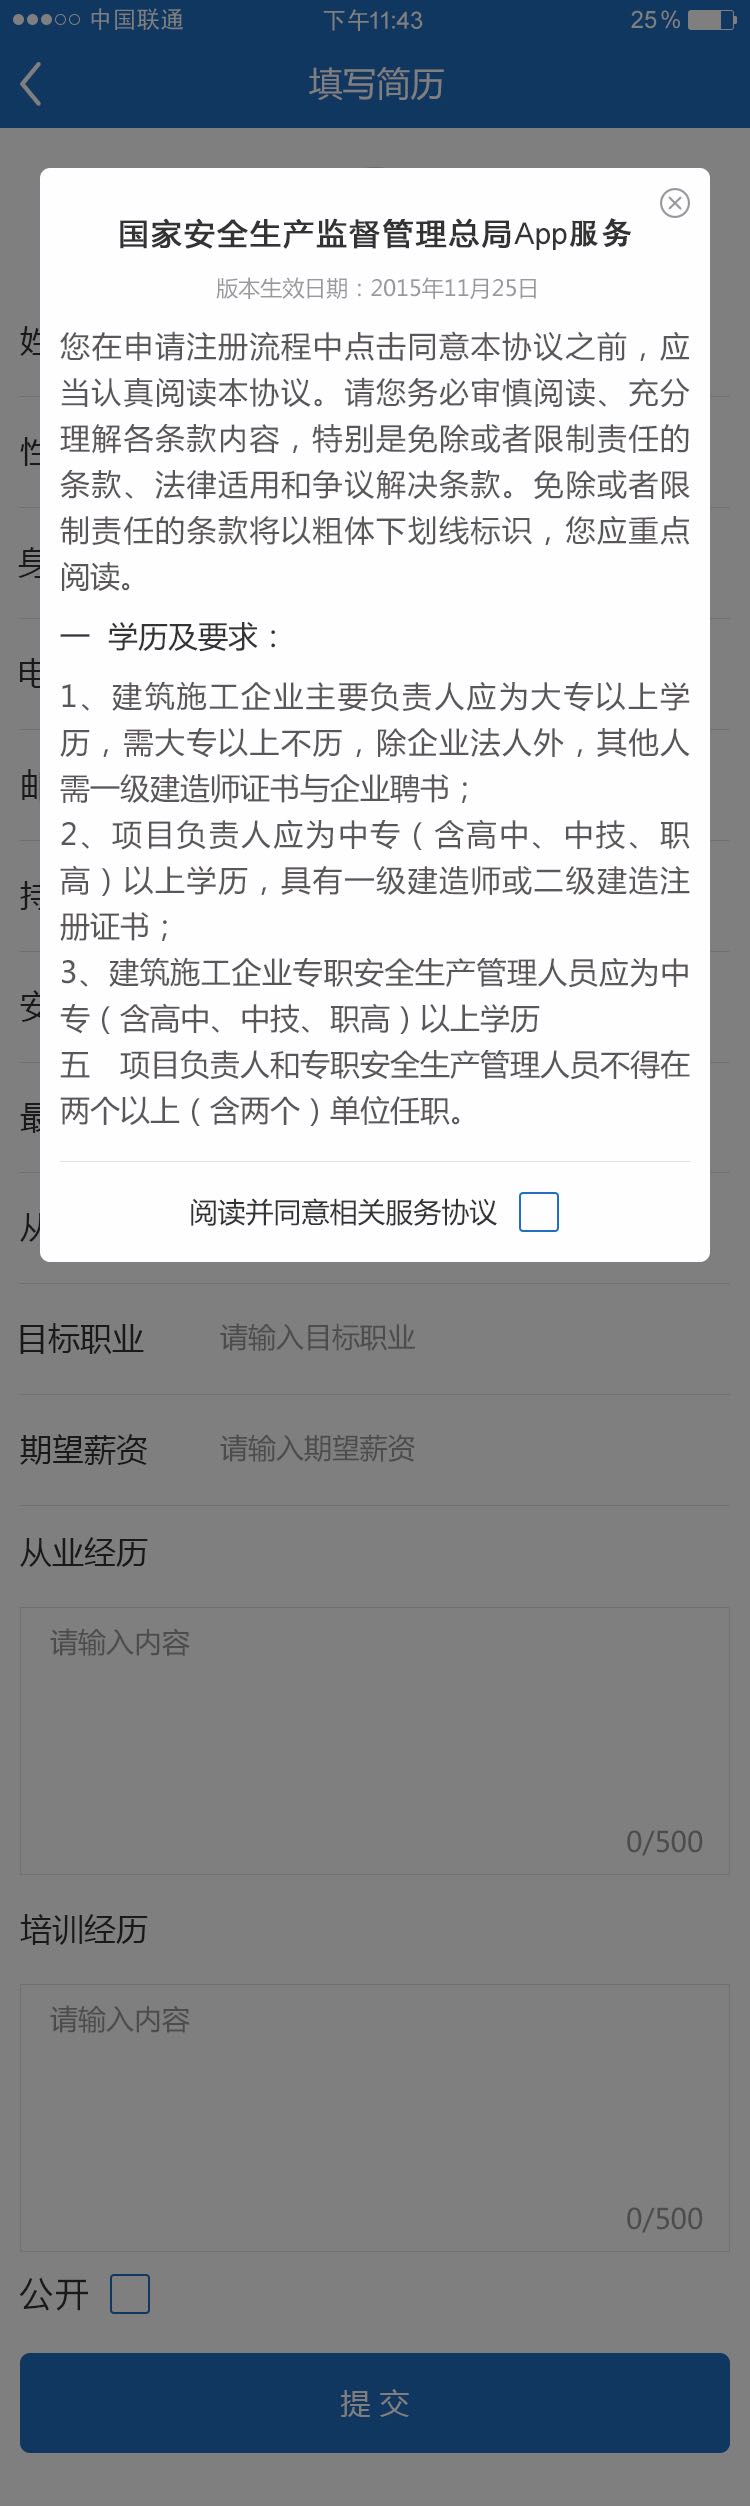 中国联通 下午11:43 25%
填写简历
国家安全生产监督管理总局App服务
版本生效日期：2015年11月25日
您在申请注册流程中点击同意本协议之前，应
当认真阅读本协议。请您务必审慎阅读、充分
理解各条款内容，特别是免除或者限制责任的
条款、法律适用和争议解决条款。免除或者限
制责任的条款将以粗体下划线标识，您应重点
阅读。
一 学历及要求：
1、建筑施工企业主要负责人应为大专以上学
历，需大专以上不历，除企业法人外，其他人
需一级建造师证书与企业聘书；
2、项目负责人应为中专（含高中、中技、职
高）以上学历，具有一级建造师或二级建造注
册证书；
3、建筑施工企业专职安全生产管理人员应为中
专（含高中、中技、职高）以上学历
五 项目负责人和专职安全生产管理人员不得在
两个以上（含两个）单位任职。
阅读并同意相关服务协议
姓
性
身
电
邮
持
安
最
从
目标职业 请输入目标职业
期望薪资 请输入期望薪资
从业经历
请输入内容
0/500
培训经历
请输入内容
0/500
公开
提交